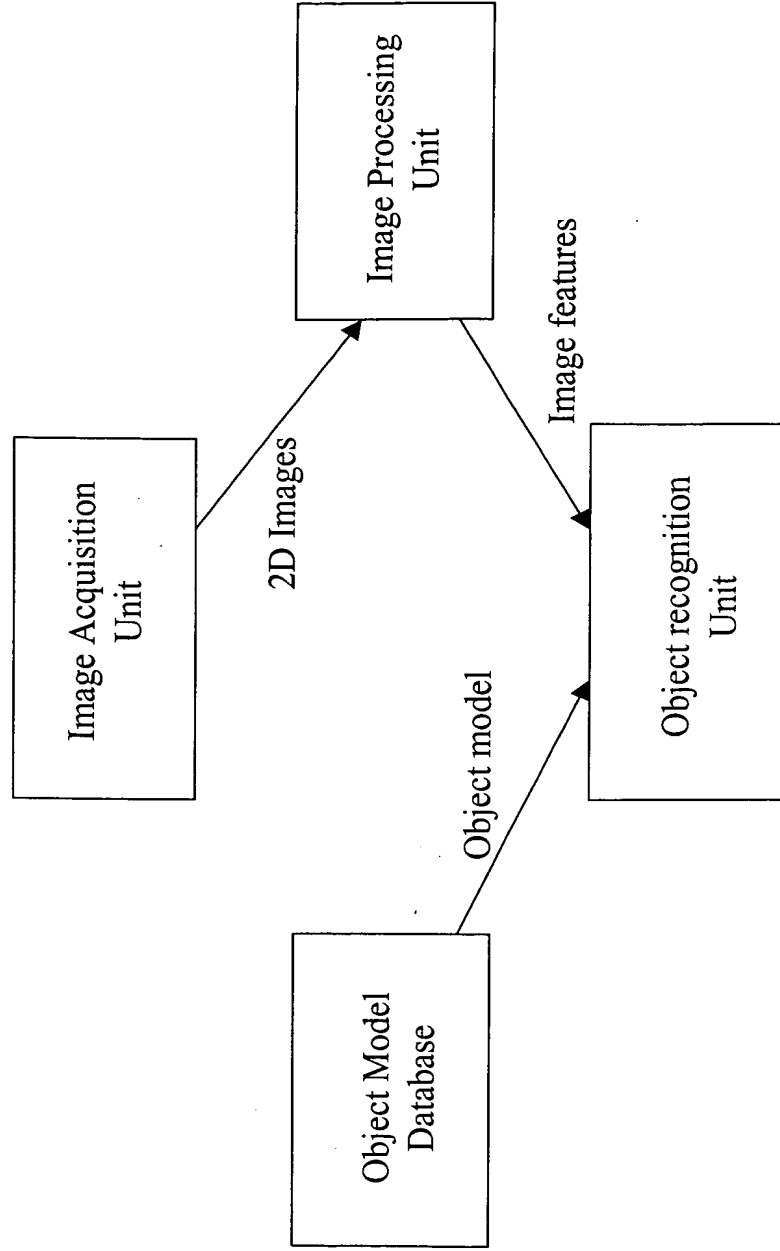 Image Acquisition
Unit
2D Images
Image Processing
Unit
Object Model
Database
Object model
Image features
Object recognition
Unit